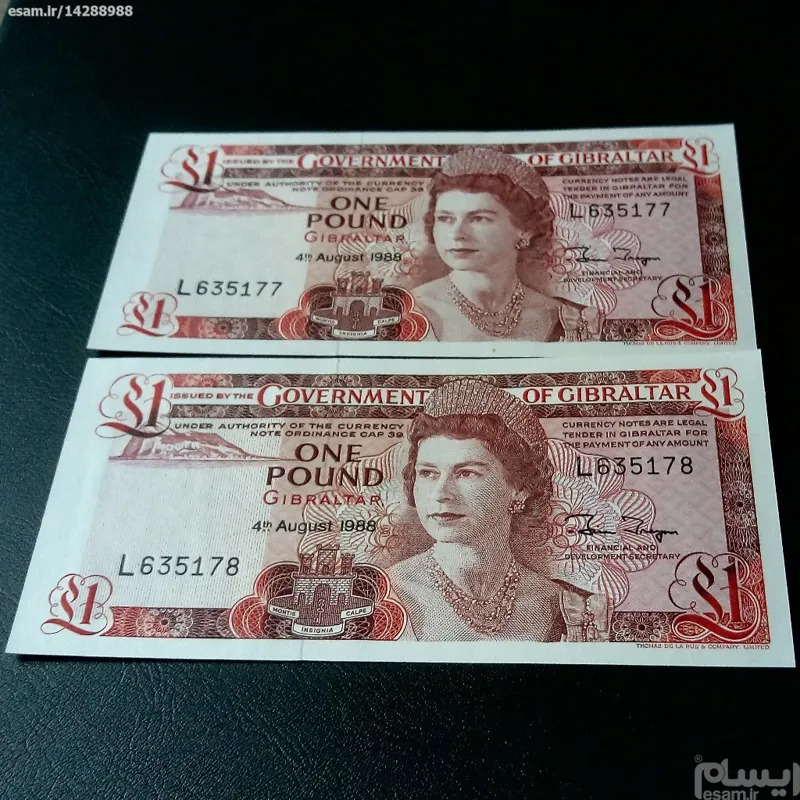 esam.ir/14288988
£1 ISSUED BY THE GOVERNMENT OF GIBRALTAR £1
UNDER AUTHORITY OF THE CURRENCY
NOTE ORDINANCE CAP 39
CURRENCY NOTES ARE LEGAL
TENDER IN GIBRALTAR FOR
THE PAYMENT OF ANY AMOUNT
ONE
POUND
GIBRALTAR
L635177
4th August 1988
FINANCIAL AND
DEVELOPMENT SECRETARY
L635177
£1
MONTIS CALPE
INSIGNIA
£1
THOMAS DE LA RUE & COMPANY, LIMITED
£1 ISSUED BY THE GOVERNMENT OF GIBRALTAR £1
UNDER AUTHORITY OF THE CURRENCY
NOTE ORDINANCE CAP 39
CURRENCY NOTES ARE LEGAL
TENDER IN GIBRALTAR FOR
THE PAYMENT OF ANY AMOUNT
ONE
POUND
GIBRALTAR
L635178
4th August 1988
FINANCIAL AND
DEVELOPMENT SECRETARY
L635178
£1
MONTIS CALPE
INSIGNIA
£1
THOMAS DE LA RUE & COMPANY, LIMITED
ایسام
esam.ir